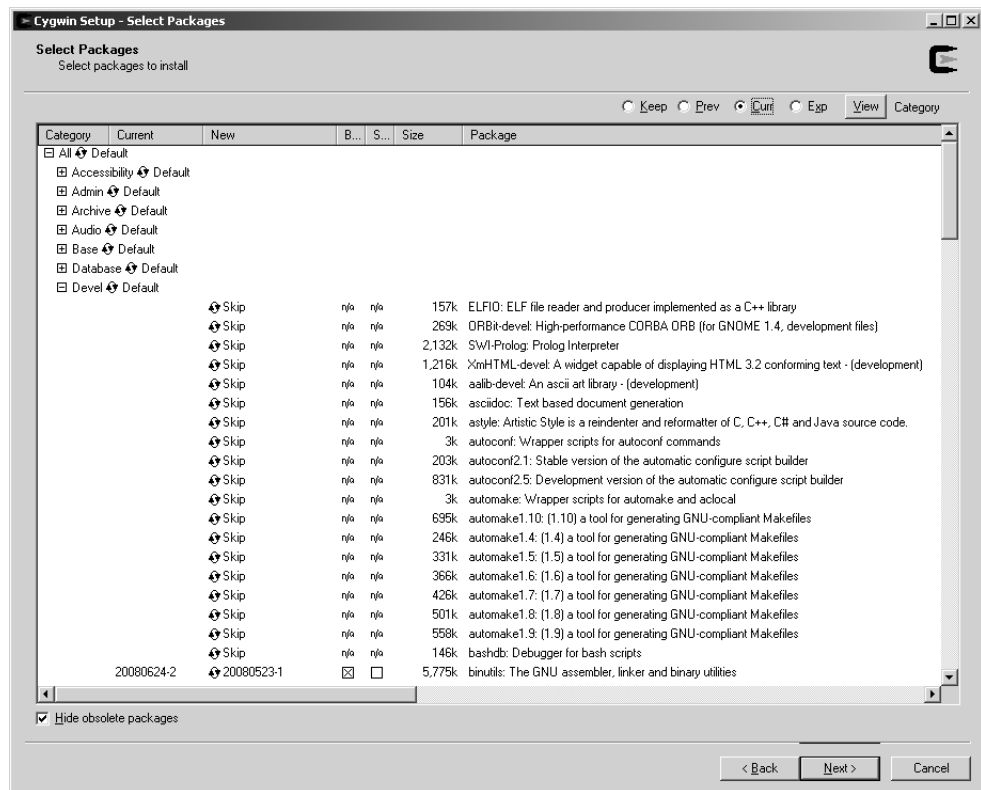 Cygwin Setup - Select Packages
Select Packages
Select packages to install
Keep Prev Curr Exp View Category
Category Current New B... S... Size Package
All Default
Accessibility Default
Admin Default
Archive Default
Audio Default
Base Default
Database Default
Devel Default
Skip n/a n/a 157k ELFIO: ELF file reader and producer implemented as a C++ library
Skip n/a n/a 269k ORBit-devel: High-performance CORBA ORB (for GNOME 1.4, development files)
Skip n/a n/a 2,132k SWI-Prolog: Prolog Interpreter
Skip n/a n/a 1,216k XmHTML-devel: A widget capable of displaying HTML 3.2 conforming text - (development)
Skip n/a n/a 104k aalib-devel: An ascii art library - (development)
Skip n/a n/a 156k asciidoc: Text based document generation
Skip n/a n/a 201k astyle: Artistic Style is a reindenter and reformatter of C, C++, C# and Java source code.
Skip n/a n/a 3k autoconf: Wrapper scripts for autoconf commands
Skip n/a n/a 203k autoconf2.1: Stable version of the automatic configure script builder
Skip n/a n/a 831k autoconf2.5: Development version of the automatic configure script builder
Skip n/a n/a 3k automake: Wrapper scripts for automake and aclocal
Skip n/a n/a 695k automake1.10: (1.10) a tool for generating GNU-compliant Makefiles
Skip n/a n/a 246k automake1.4: (1.4) a tool for generating GNU-compliant Makefiles
Skip n/a n/a 331k automake1.5: (1.5) a tool for generating GNU-compliant Makefiles
Skip n/a n/a 366k automake1.6: (1.6) a tool for generating GNU-compliant Makefiles
Skip n/a n/a 426k automake1.7: (1.7) a tool for generating GNU-compliant Makefiles
Skip n/a n/a 501k automake1.8: (1.8) a tool for generating GNU-compliant Makefiles
Skip n/a n/a 558k automake1.9: (1.9) a tool for generating GNU-compliant Makefiles
Skip n/a n/a 146k bashdb: Debugger for bash scripts
20080624-2 20080523-1 5,775k binutils: The GNU assembler, linker and binary utilities
Hide obsolete packages
< Back Next > Cancel